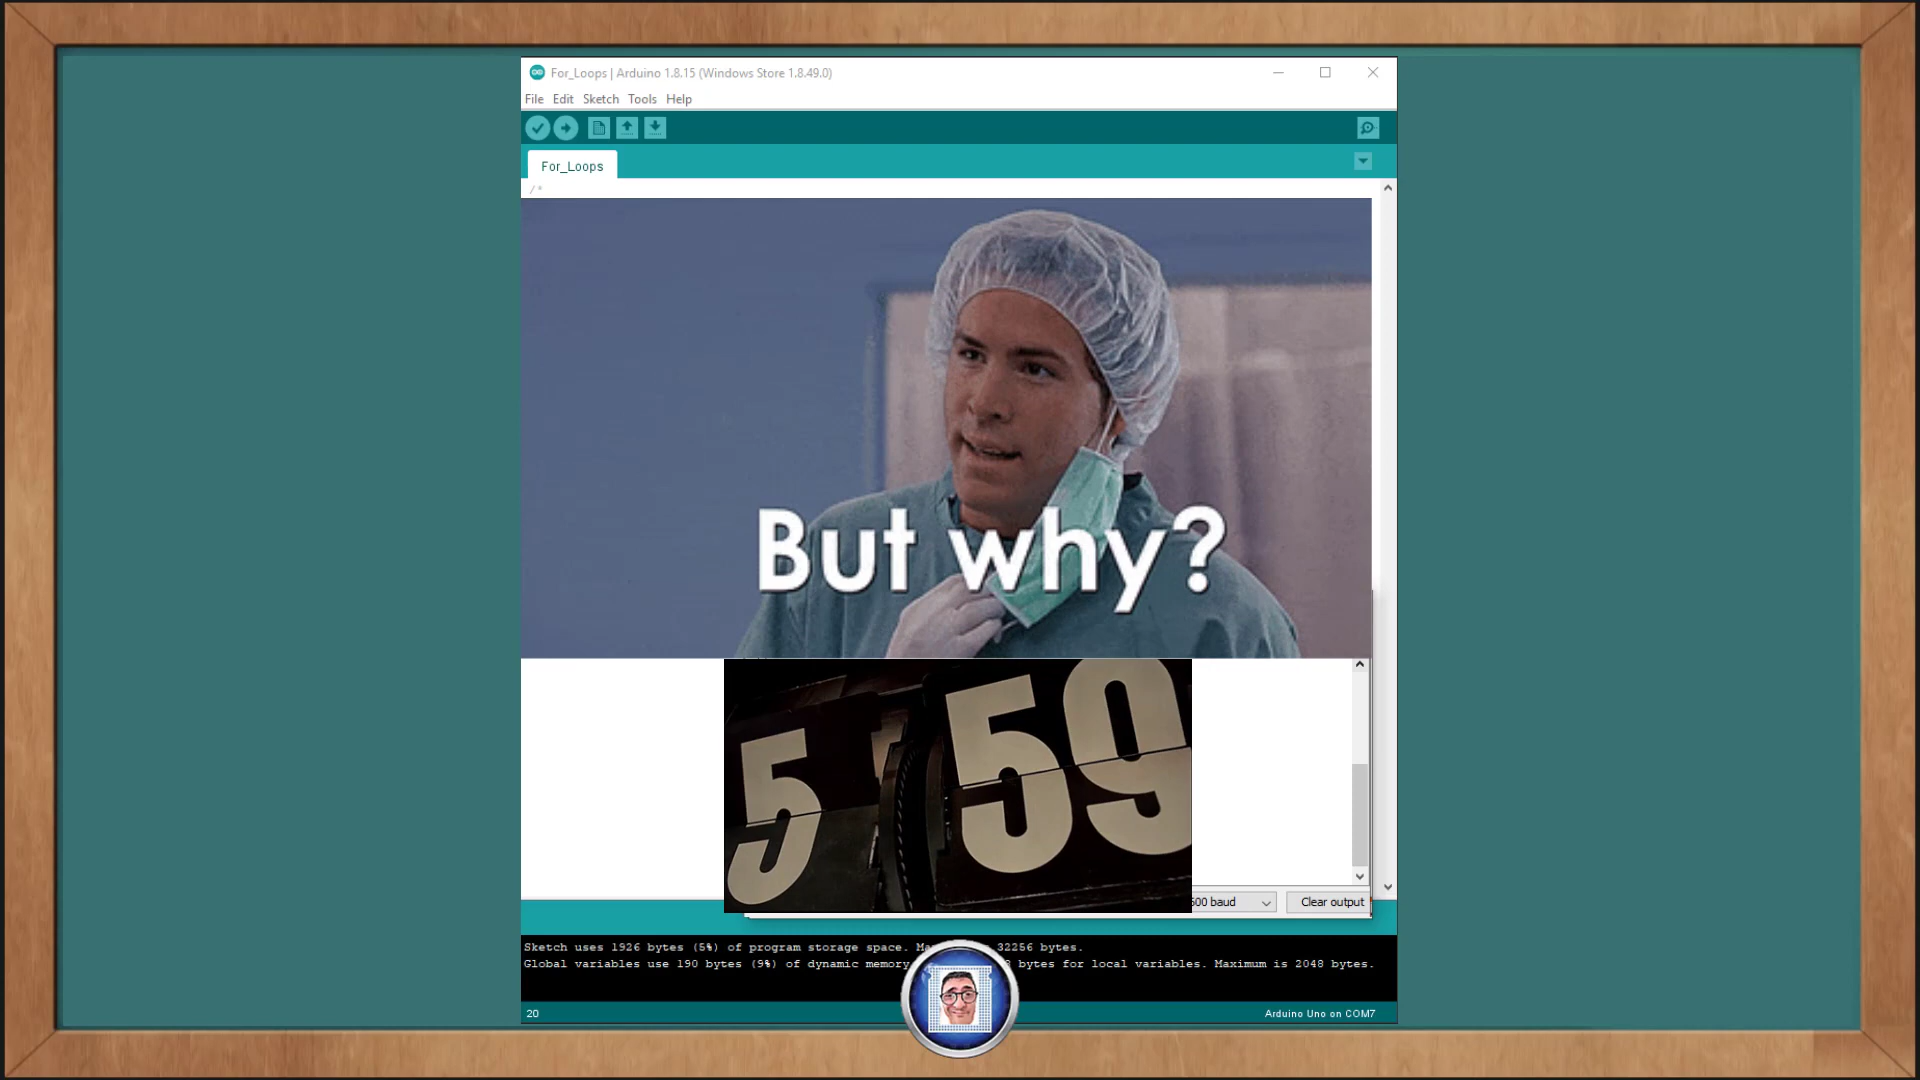 For_Loops | Arduino 1.8.15 (Windows Store 1.8.49.0)
File Edit Sketch Tools Help
For_Loops
/*
But why?
5 59
600 baud
Clear output
Sketch uses 1926 bytes (5%) of program storage space. 32256 bytes.
Global variables use 190 bytes (9%) of dynamic memory bytes for local variables. Maximum is 2048 bytes.
20
Arduino Uno on COM7